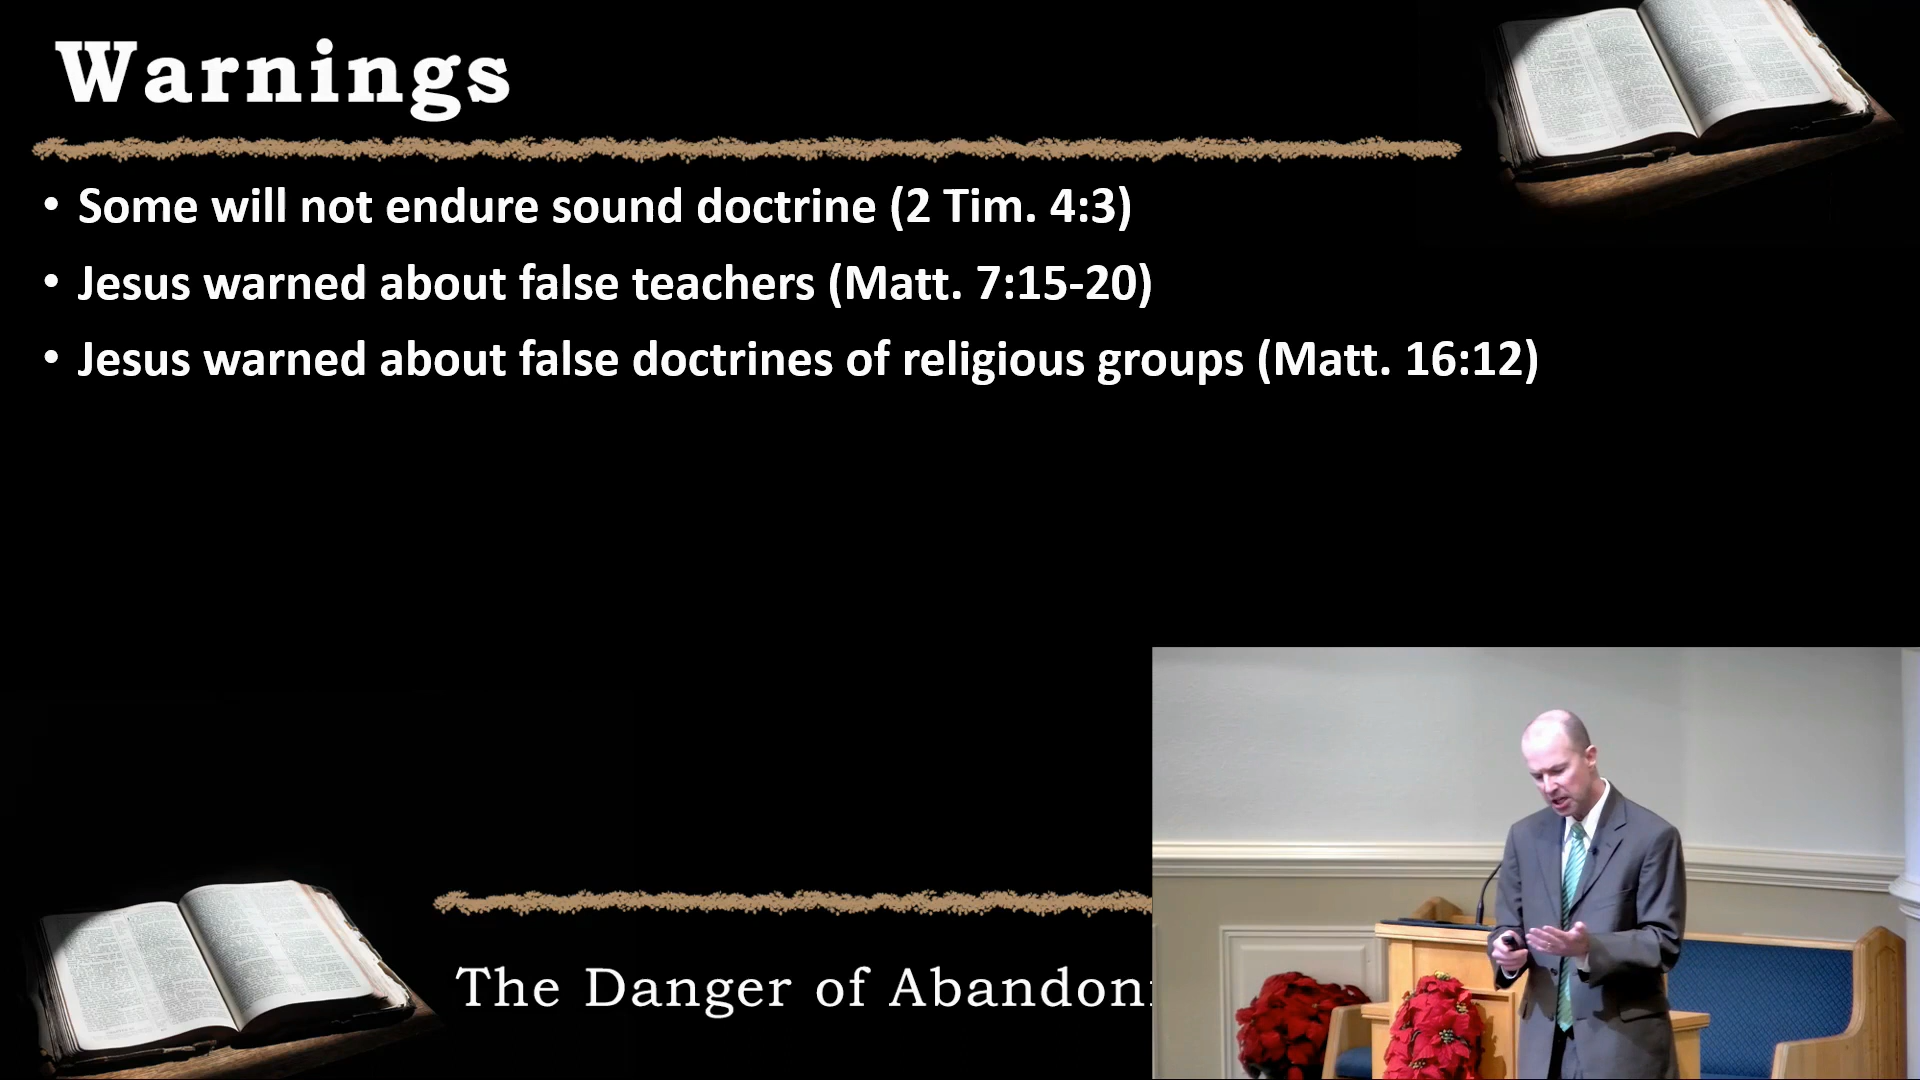 Warnings
• Some will not endure sound doctrine (2 Tim. 4:3)
• Jesus warned about false teachers (Matt. 7:15-20)
• Jesus warned about false doctrines of religious groups (Matt. 16:12)
The Danger of Abandon